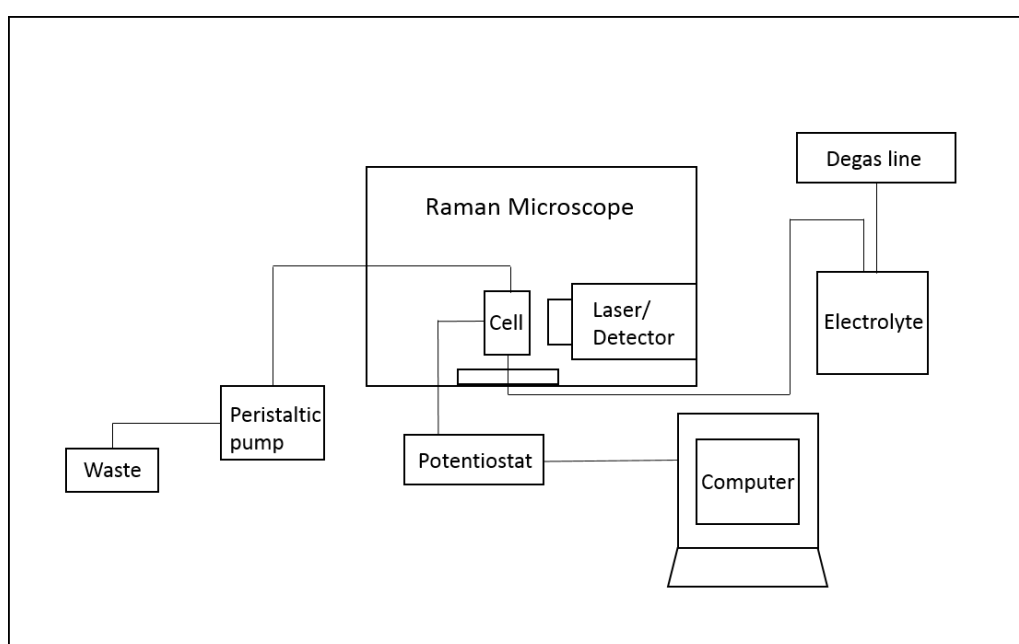 Degas line
Raman Microscope
Laser/
Detector
Cell
Electrolyte
Peristaltic
pump
Waste
Potentiostat
Computer